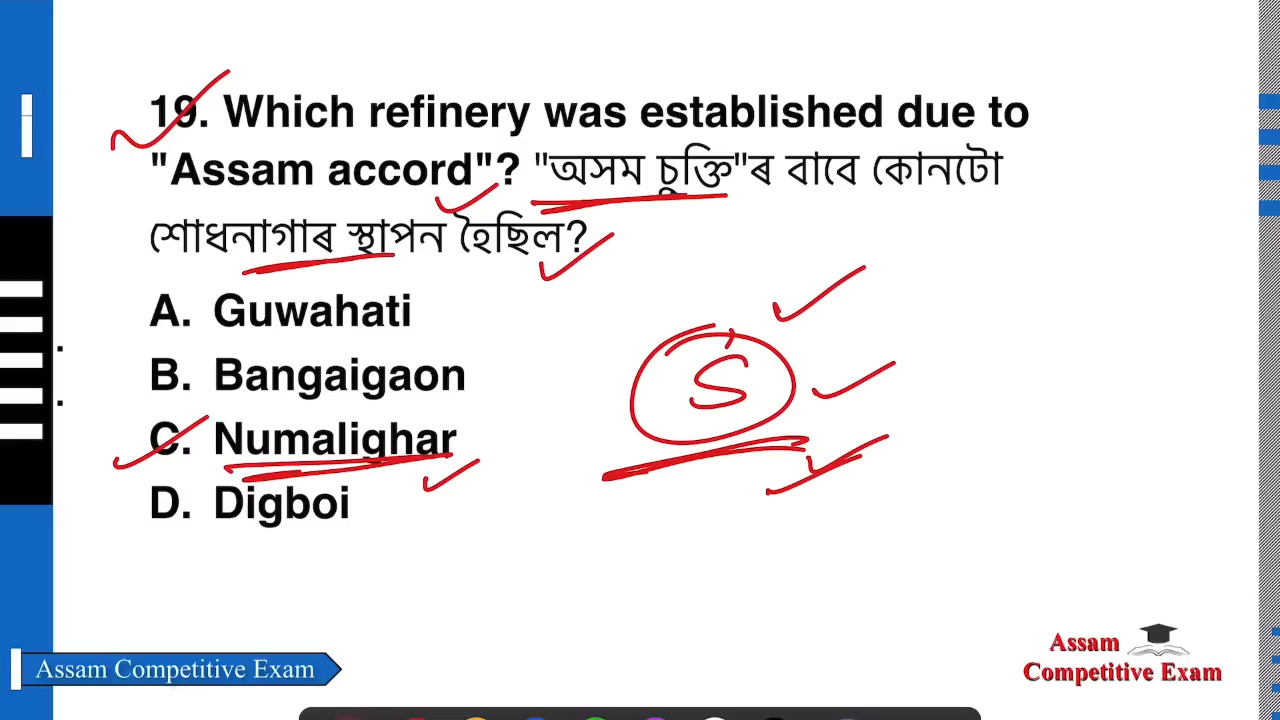 19. Which refinery was established due to
"Assam accord"? "অসম চুক্তি"ৰ বাবে কোনটো
শোধনাগাৰ স্থাপন হৈছিল?
A. Guwahati
B. Bangaigaon
C. Numalighar
D. Digboi
S
Assam Competitive Exam
Assam
Competitive Exam